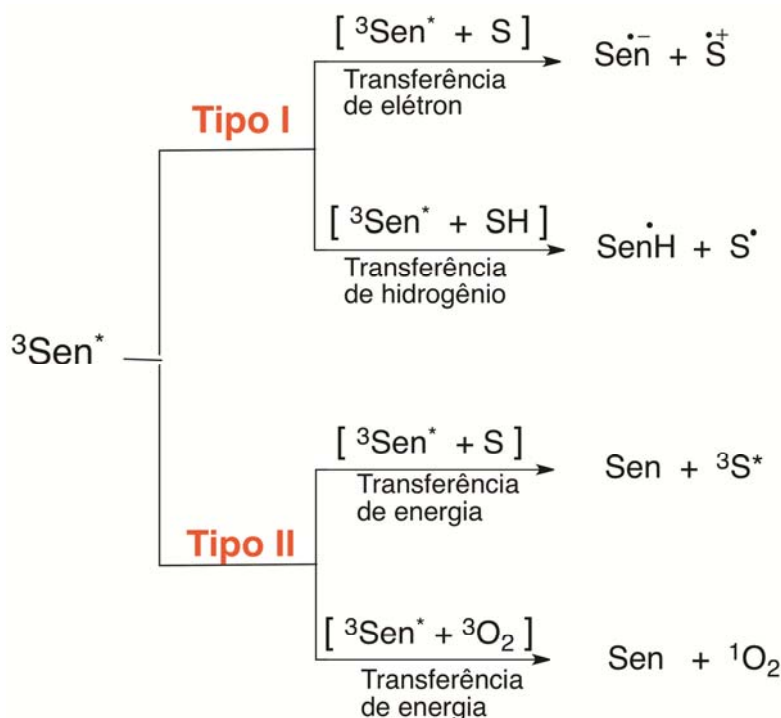 [ ³Sen* + S ]
Transferência
de elétron
Sen•− + S•+
Tipo I
[ ³Sen* + SH ]
Transferência
de hidrogênio
SenH• + S•
³Sen*
[ ³Sen* + S ]
Transferência
de energia
Sen + ³S*
Tipo II
[ ³Sen* + ³O₂ ]
Transferência
de energia
Sen + ¹O₂